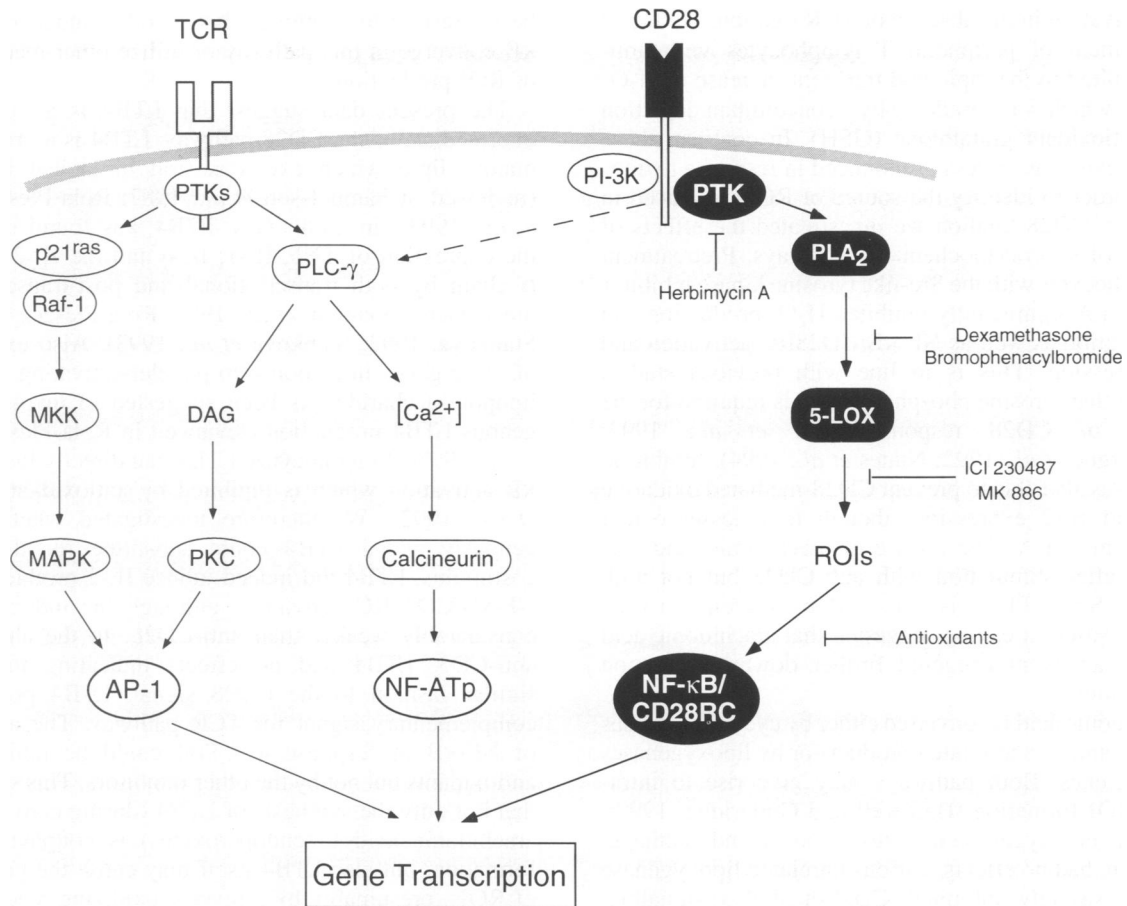 TCR
CD28
PTKs
PI-3K
PTK
p21ras
Raf-1
PLC-γ
PLA2
Herbimycin A
Dexamethasone
Bromophenacylbromide
MKK
DAG
[Ca2+]
5-LOX
ICI 230487
MK 886
MAPK
PKC
Calcineurin
ROIs
Antioxidants
AP-1
NF-ATp
NF-κB/
CD28RC
Gene Transcription